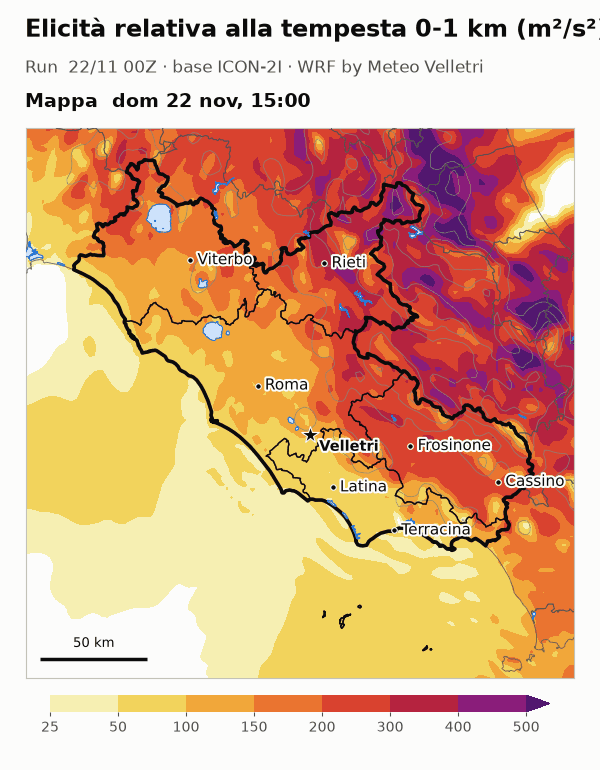 Elicità relativa alla tempesta 0-1 km (m²/s²)
Run  22/11 00Z · base ICON-2I · WRF by Meteo Velletri
Mappa  dom 22 nov, 15:00
Viterbo
Rieti
Roma
Velletri
Frosinone
Cassino
Latina
Terracina
50 km
25 50 100 150 200 300 400 500